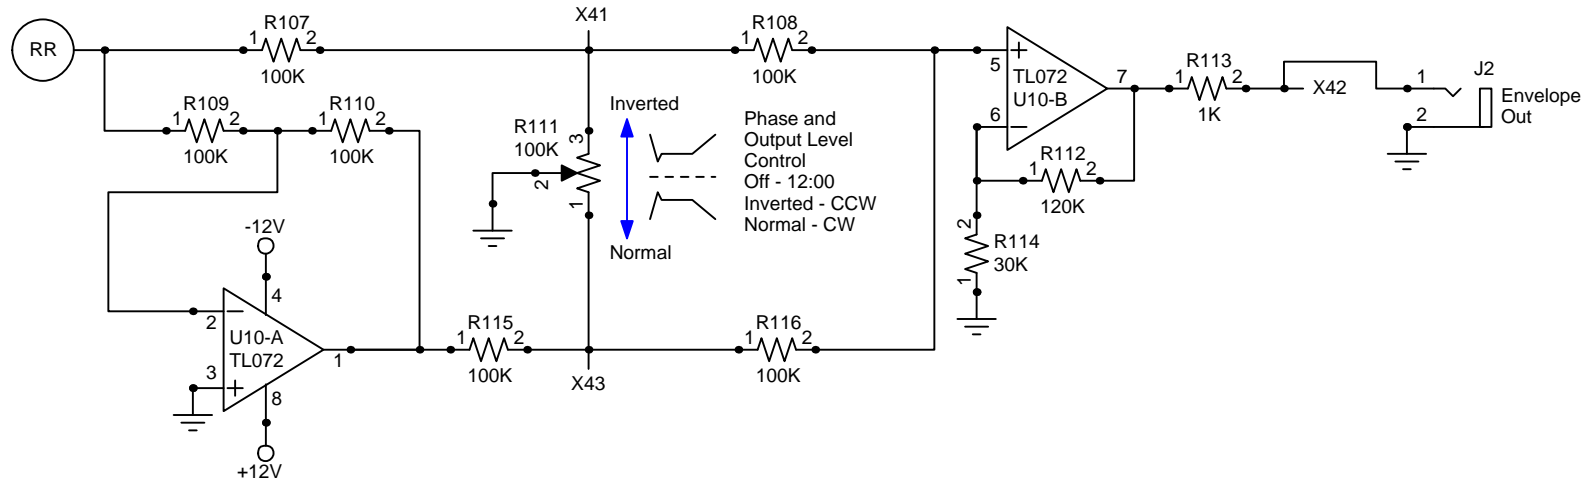 RR
R107
1 2
100K
X41
R108
1 2
100K
R109
1 2
100K
R110
1 2
100K
R111
100K
3
2
1
Inverted
Normal
Phase and
Output Level
Control
Off - 12:00
Inverted - CCW
Normal - CW
5
6
7
+
−
TL072
U10-B
R113
1 2
1K
X42
J2
1
2
Envelope
Out
R112
1 2
120K
2
R114
30K
1
-12V
4
2
−
U10-A
TL072
3
+
1
8
+12V
R115
1 2
100K
X43
R116
1 2
100K